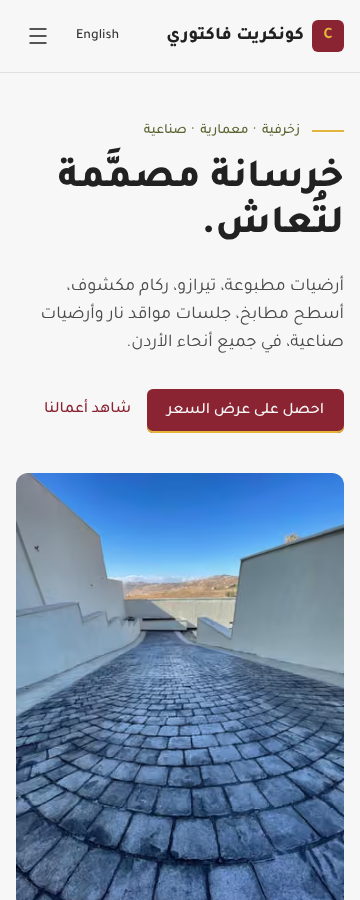 C
كونكريت فاكتوري
English
زخرفية · معمارية · صناعية
خرسانة مصمَّمة
لتُعاش.
أرضيات مطبوعة، تيرازو، ركام مكشوف،
أسطح مطابخ، جلسات مواقد نار وأرضيات
صناعية، في جميع أنحاء الأردن.
احصل على عرض السعر
شاهد أعمالنا